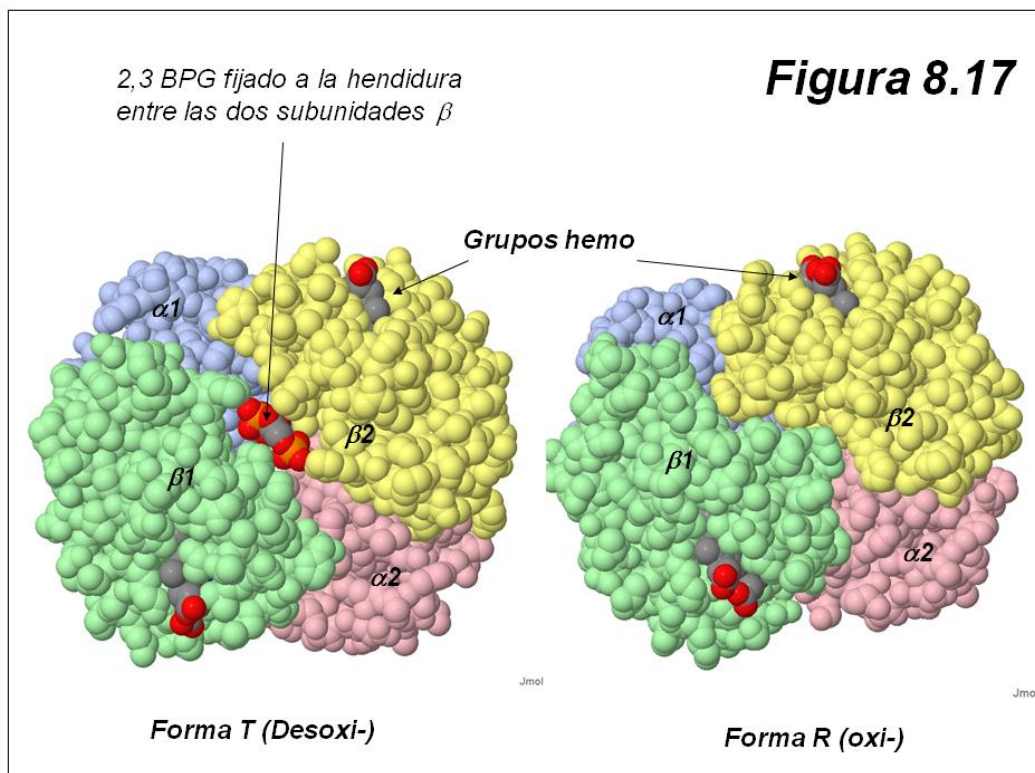 Figura 8.17
2,3 BPG fijado a la hendidura
entre las dos subunidades β
Grupos hemo
α1
β2
β1
α2
α1
β2
β1
α2
Jmol
Jmo
Forma T (Desoxi-)
Forma R (oxi-)